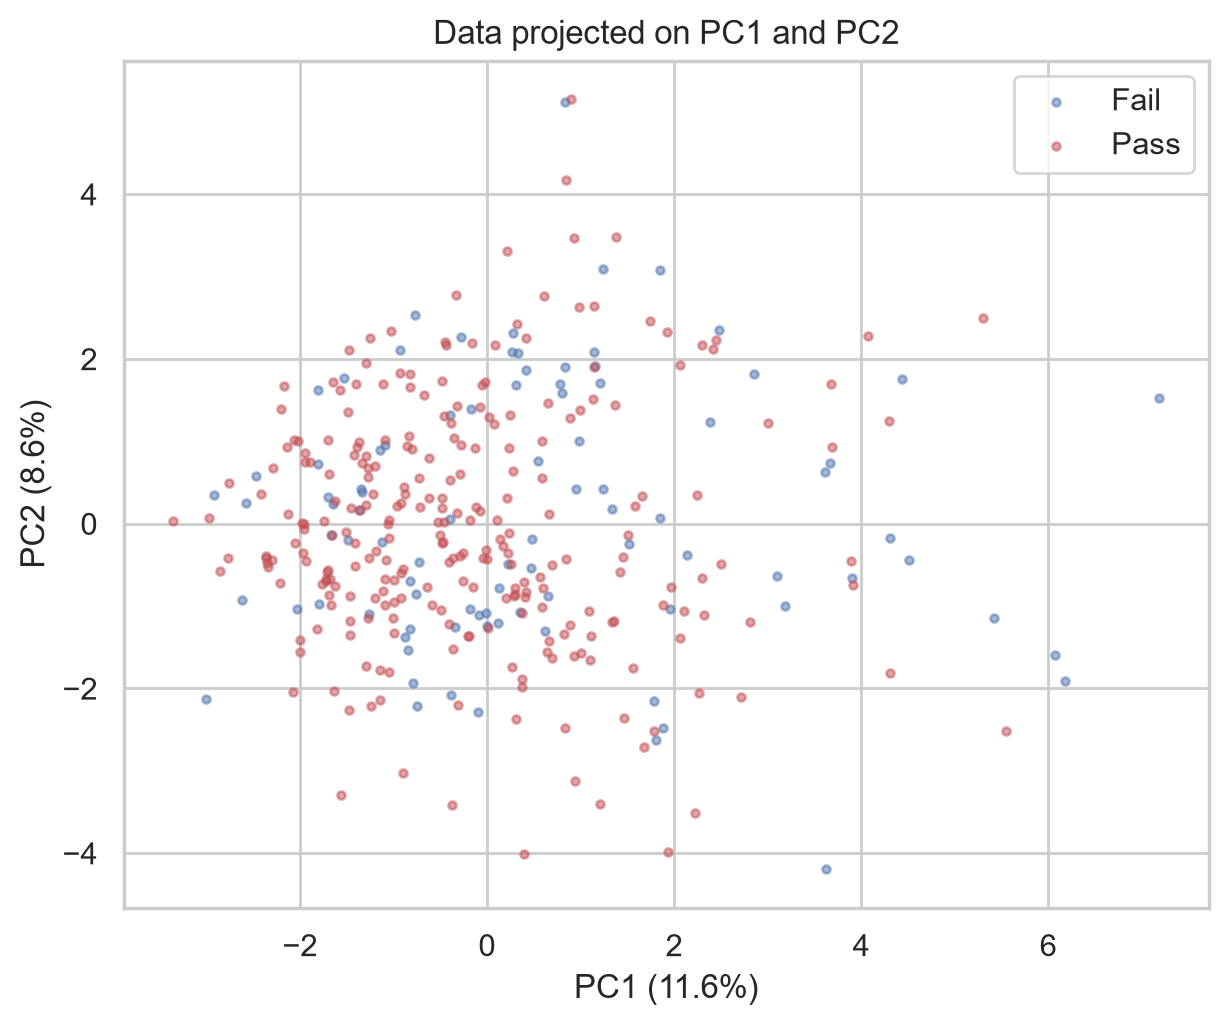 Data projected on PC1 and PC2
Fail
Pass
4
2
0
−2
−4
PC2 (8.6%)
−2 0 2 4 6
PC1 (11.6%)